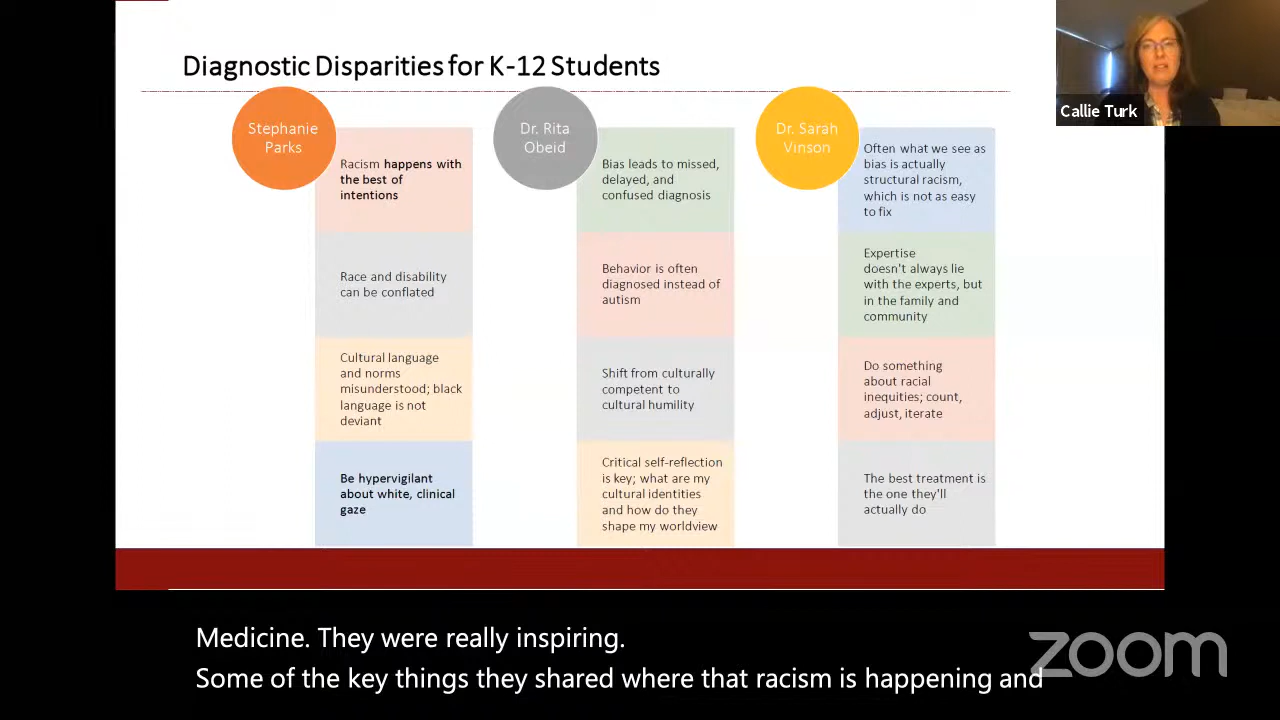 Diagnostic Disparities for K-12 Students
Callie Turk
Stephanie
Parks
Racism happens with
the best of
intentions
Race and disability
can be conflated
Cultural language
and norms
misunderstood; black
language is not
deviant
Be hypervigilant
about white, clinical
gaze
Dr. Rita
Obeid
Bias leads to missed,
delayed, and
confused diagnosis
Behavior is often
diagnosed instead of
autism
Shift from culturally
competent to
cultural humility
Critical self-reflection
is key; what are my
cultural identities
and how do they
shape my worldview
Dr. Sarah
Vinson
Often what we see as
bias is actually
structural racism,
which is not as easy
to fix
Expertise
doesn't always lie
with the experts, but
in the family and
community
Do something
about racial
inequities; count,
adjust, iterate
The best treatment is
the one they'll
actually do
Medicine. They were really inspiring.
Some of the key things they shared where that racism is happening and
zoom